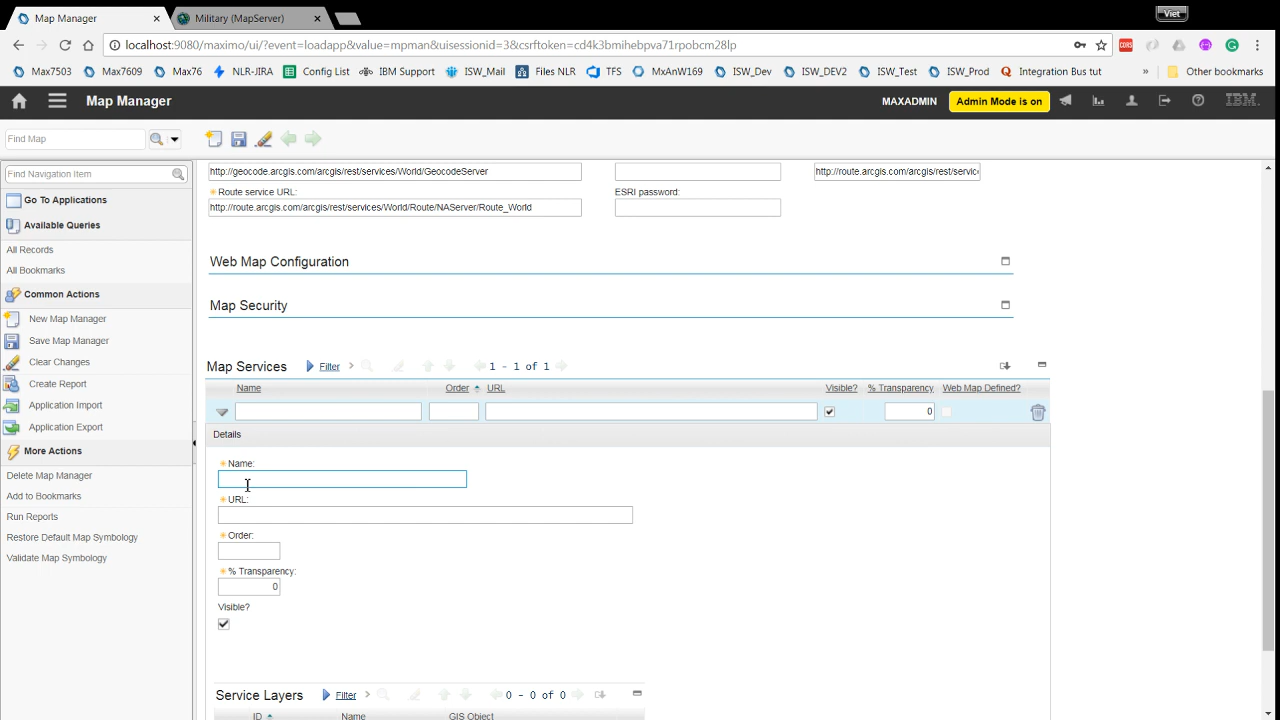 Map Manager
Military (MapServer)
Viet
localhost:9080/maximo/ui/?event=loadapp&value=mpman&uisessionid=3&csrftoken=cd4k3bmihebpva71rpobcm28lp
Max7503
Max7609
Max76
NLR-JIRA
Config List
IBM Support
ISW_Mail
Files NLR
TFS
MxAnW169
ISW_Dev
ISW_DEV2
ISW_Test
ISW_Prod
Integration Bus tut
»
Other bookmarks
Map Manager
MAXADMIN
Admin Mode is on
IBM
Find Map
Find Navigation Item
Go To Applications
Available Queries
All Records
All Bookmarks
Common Actions
New Map Manager
Save Map Manager
Clear Changes
Create Report
Application Import
Application Export
More Actions
Delete Map Manager
Add to Bookmarks
Run Reports
Restore Default Map Symbology
Validate Map Symbology
http://geocode.arcgis.com/arcgis/rest/services/World/GeocodeServer
http://route.arcgis.com/arcgis/rest/servic
Route service URL:
ESRI password:
http://route.arcgis.com/arcgis/rest/services/World/Route/NAServer/Route_World
Web Map Configuration
Map Security
Map Services
Filter
1 - 1 of 1
Name
Order
URL
Visible?
% Transparency
Web Map Defined?
0
Details
Name:
URL:
Order:
% Transparency:
0
Visible?
Service Layers
Filter
0 - 0 of 0
ID
Name
GIS Object